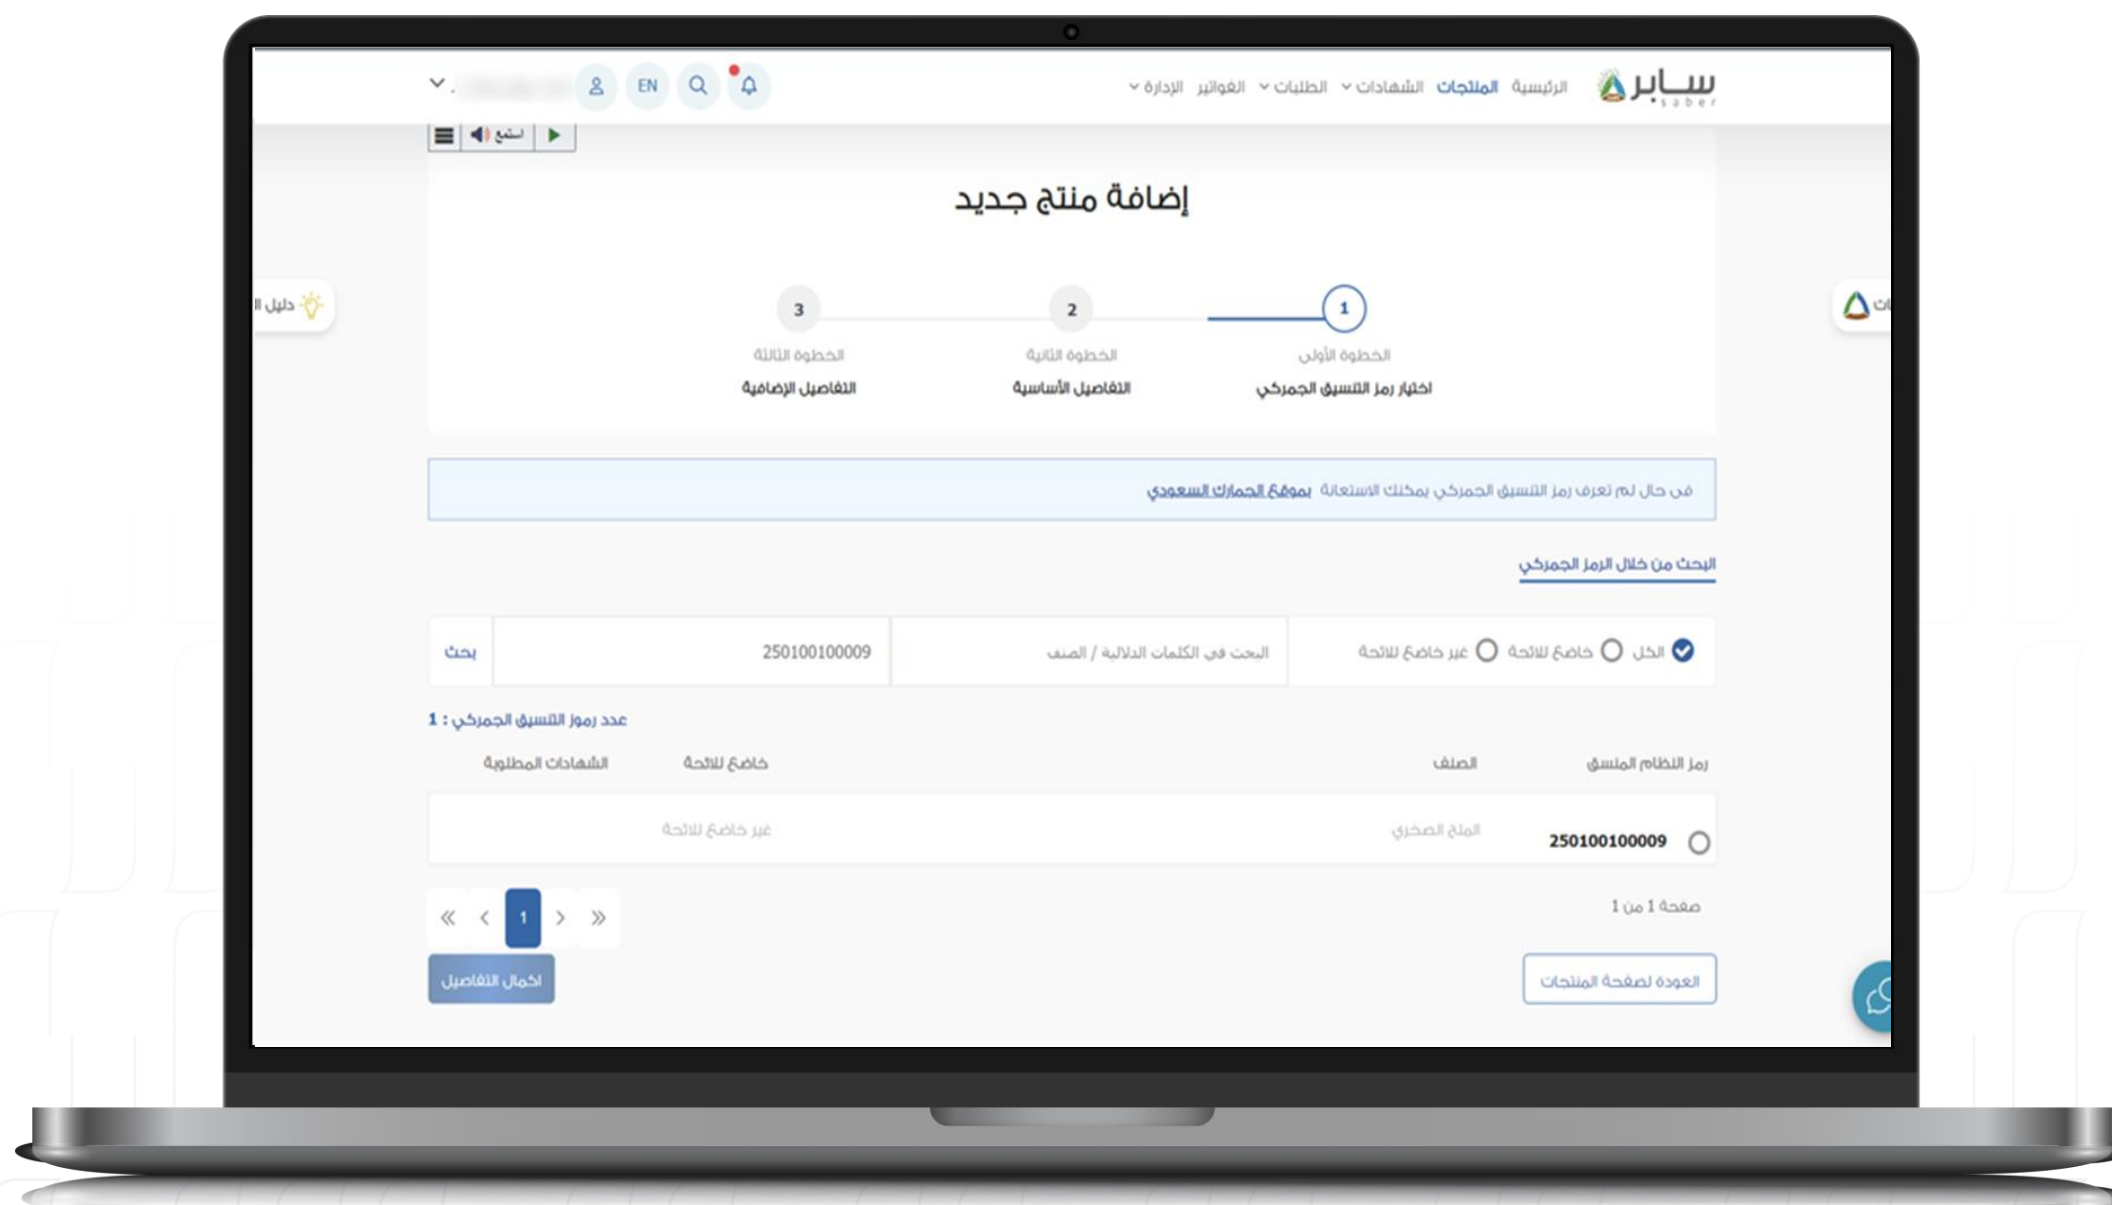 سابر
saber
الرئيسية المنتجات الشهادات الطلبات الفواتير الإدارة
EN
استمع
إضافة منتج جديد
1 2 3
الخطوة الأولى الخطوة الثانية الخطوة الثالثة
اختيار رمز التنسيق الجمركي التفاصيل الأساسية التفاصيل الإضافية
دليل ال
ات
في حال لم تعرف رمز التنسيق الجمركي يمكنك الاستعانة بموقع الجمارك السعودي
البحث من خلال الرمز الجمركي
الكل خاضع للائحة غير خاضع للائحة البحث في الكلمات الدلالية / الصنف 250100100009 بحث
عدد رموز التنسيق الجمركي : 1
رمز النظام المنسق الصنف خاضع للائحة الشهادات المطلوبة
250100100009 الملح الصخري غير خاضع للائحة
صفحة 1 من 1
» › 1 ‹ «
العودة لصفحة المنتجات اكمال التفاصيل